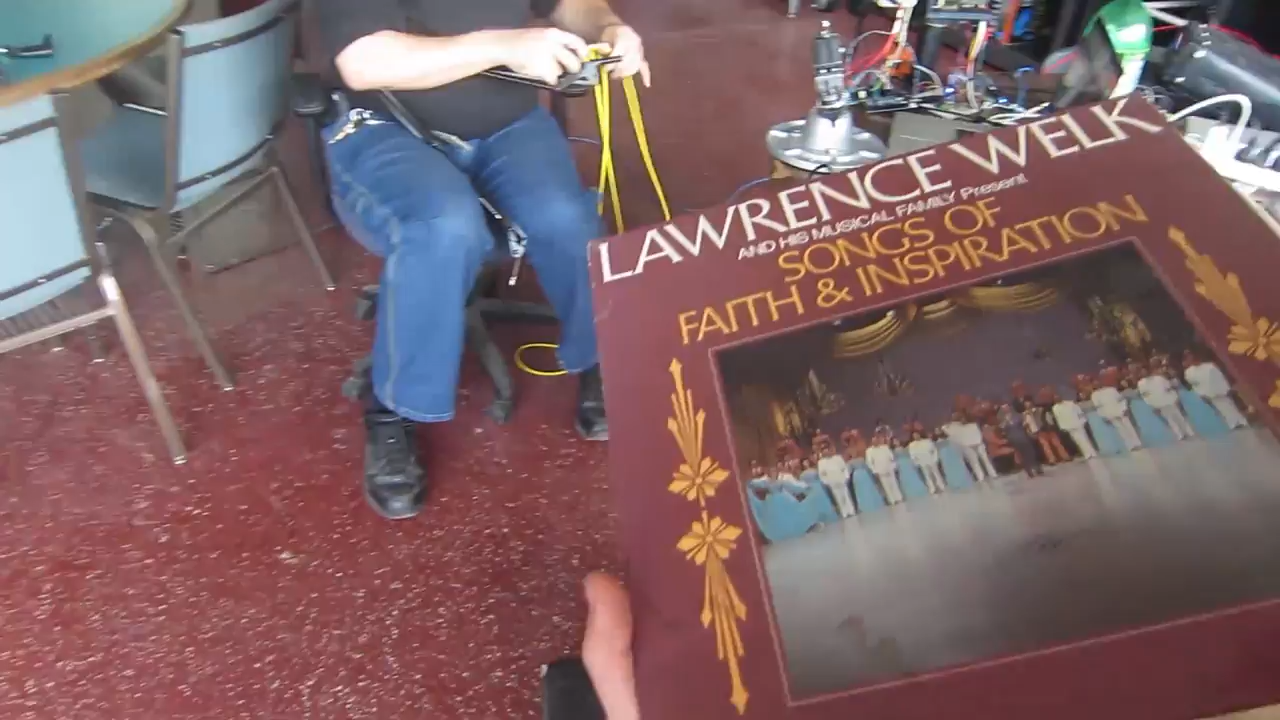 LAWRENCE WELK
AND HIS MUSICAL FAMILY Present
SONGS OF
FAITH & INSPIRATION